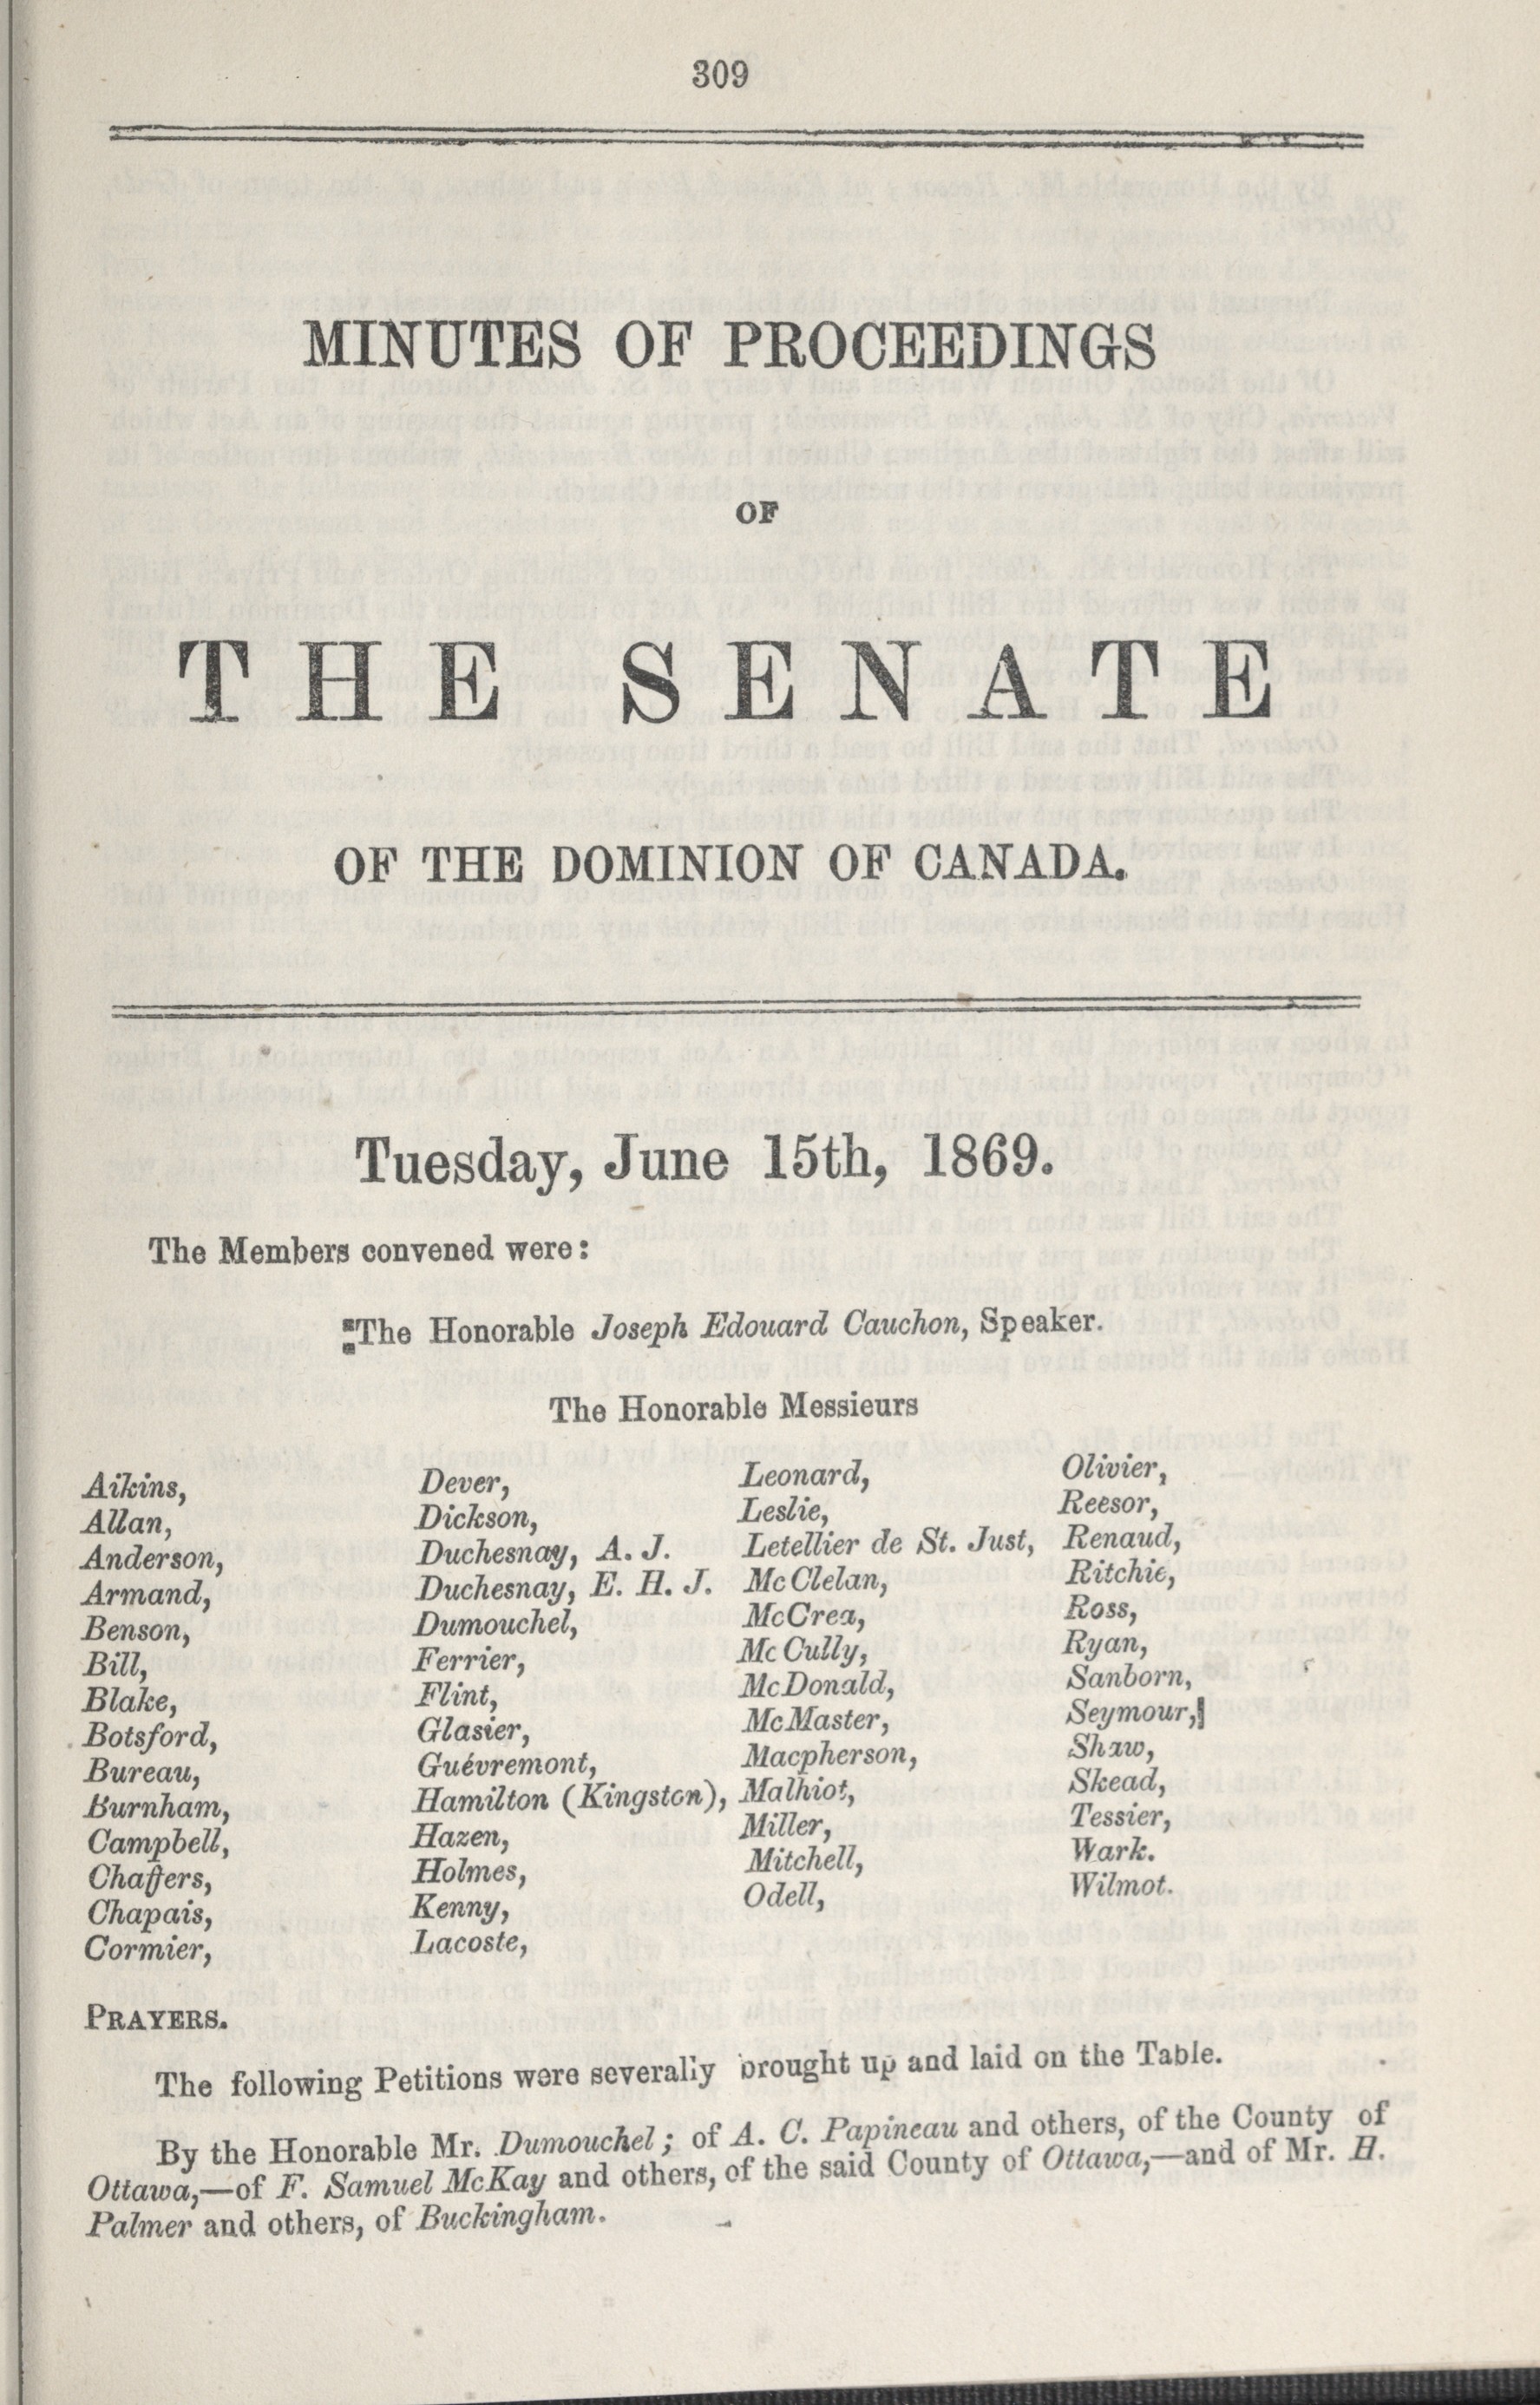 309
MINUTES OF PROCEEDINGS
OF
THE SENATE
OF THE DOMINION OF CANADA.
Tuesday, June 15th, 1869.
The Members convened were:
The Honorable Joseph Edouard Cauchon, Speaker.
The Honorable Messieurs
Aikins,
Allan,
Anderson,
Armand,
Benson,
Bill,
Blake,
Botsford,
Bureau,
Burnham,
Campbell,
Chaffers,
Chapais,
Cormier,
Dever,
Dickson,
Duchesnay, A. J.
Duchesnay, E. H. J.
Dumouchel,
Ferrier,
Flint,
Glasier,
Guévremont,
Hamilton (Kingston),
Hazen,
Holmes,
Kenny,
Lacoste,
Leonard,
Leslie,
Letellier de St. Just,
McClelan,
McCrea,
McCully,
McDonald,
McMaster,
Macpherson,
Malhiot,
Miller,
Mitchell,
Odell,
Olivier,
Reesor,
Renaud,
Ritchie,
Ross,
Ryan,
Sanborn,
Seymour,
Shaw,
Skead,
Tessier,
Wark.
Wilmot.
PRAYERS.
The following Petitions were severally brought up and laid on the Table.
By the Honorable Mr. Dumouchel; of A. C. Papineau and others, of the County of
Ottawa,—of F. Samuel McKay and others, of the said County of Ottawa,—and of Mr. H.
Palmer and others, of Buckingham.